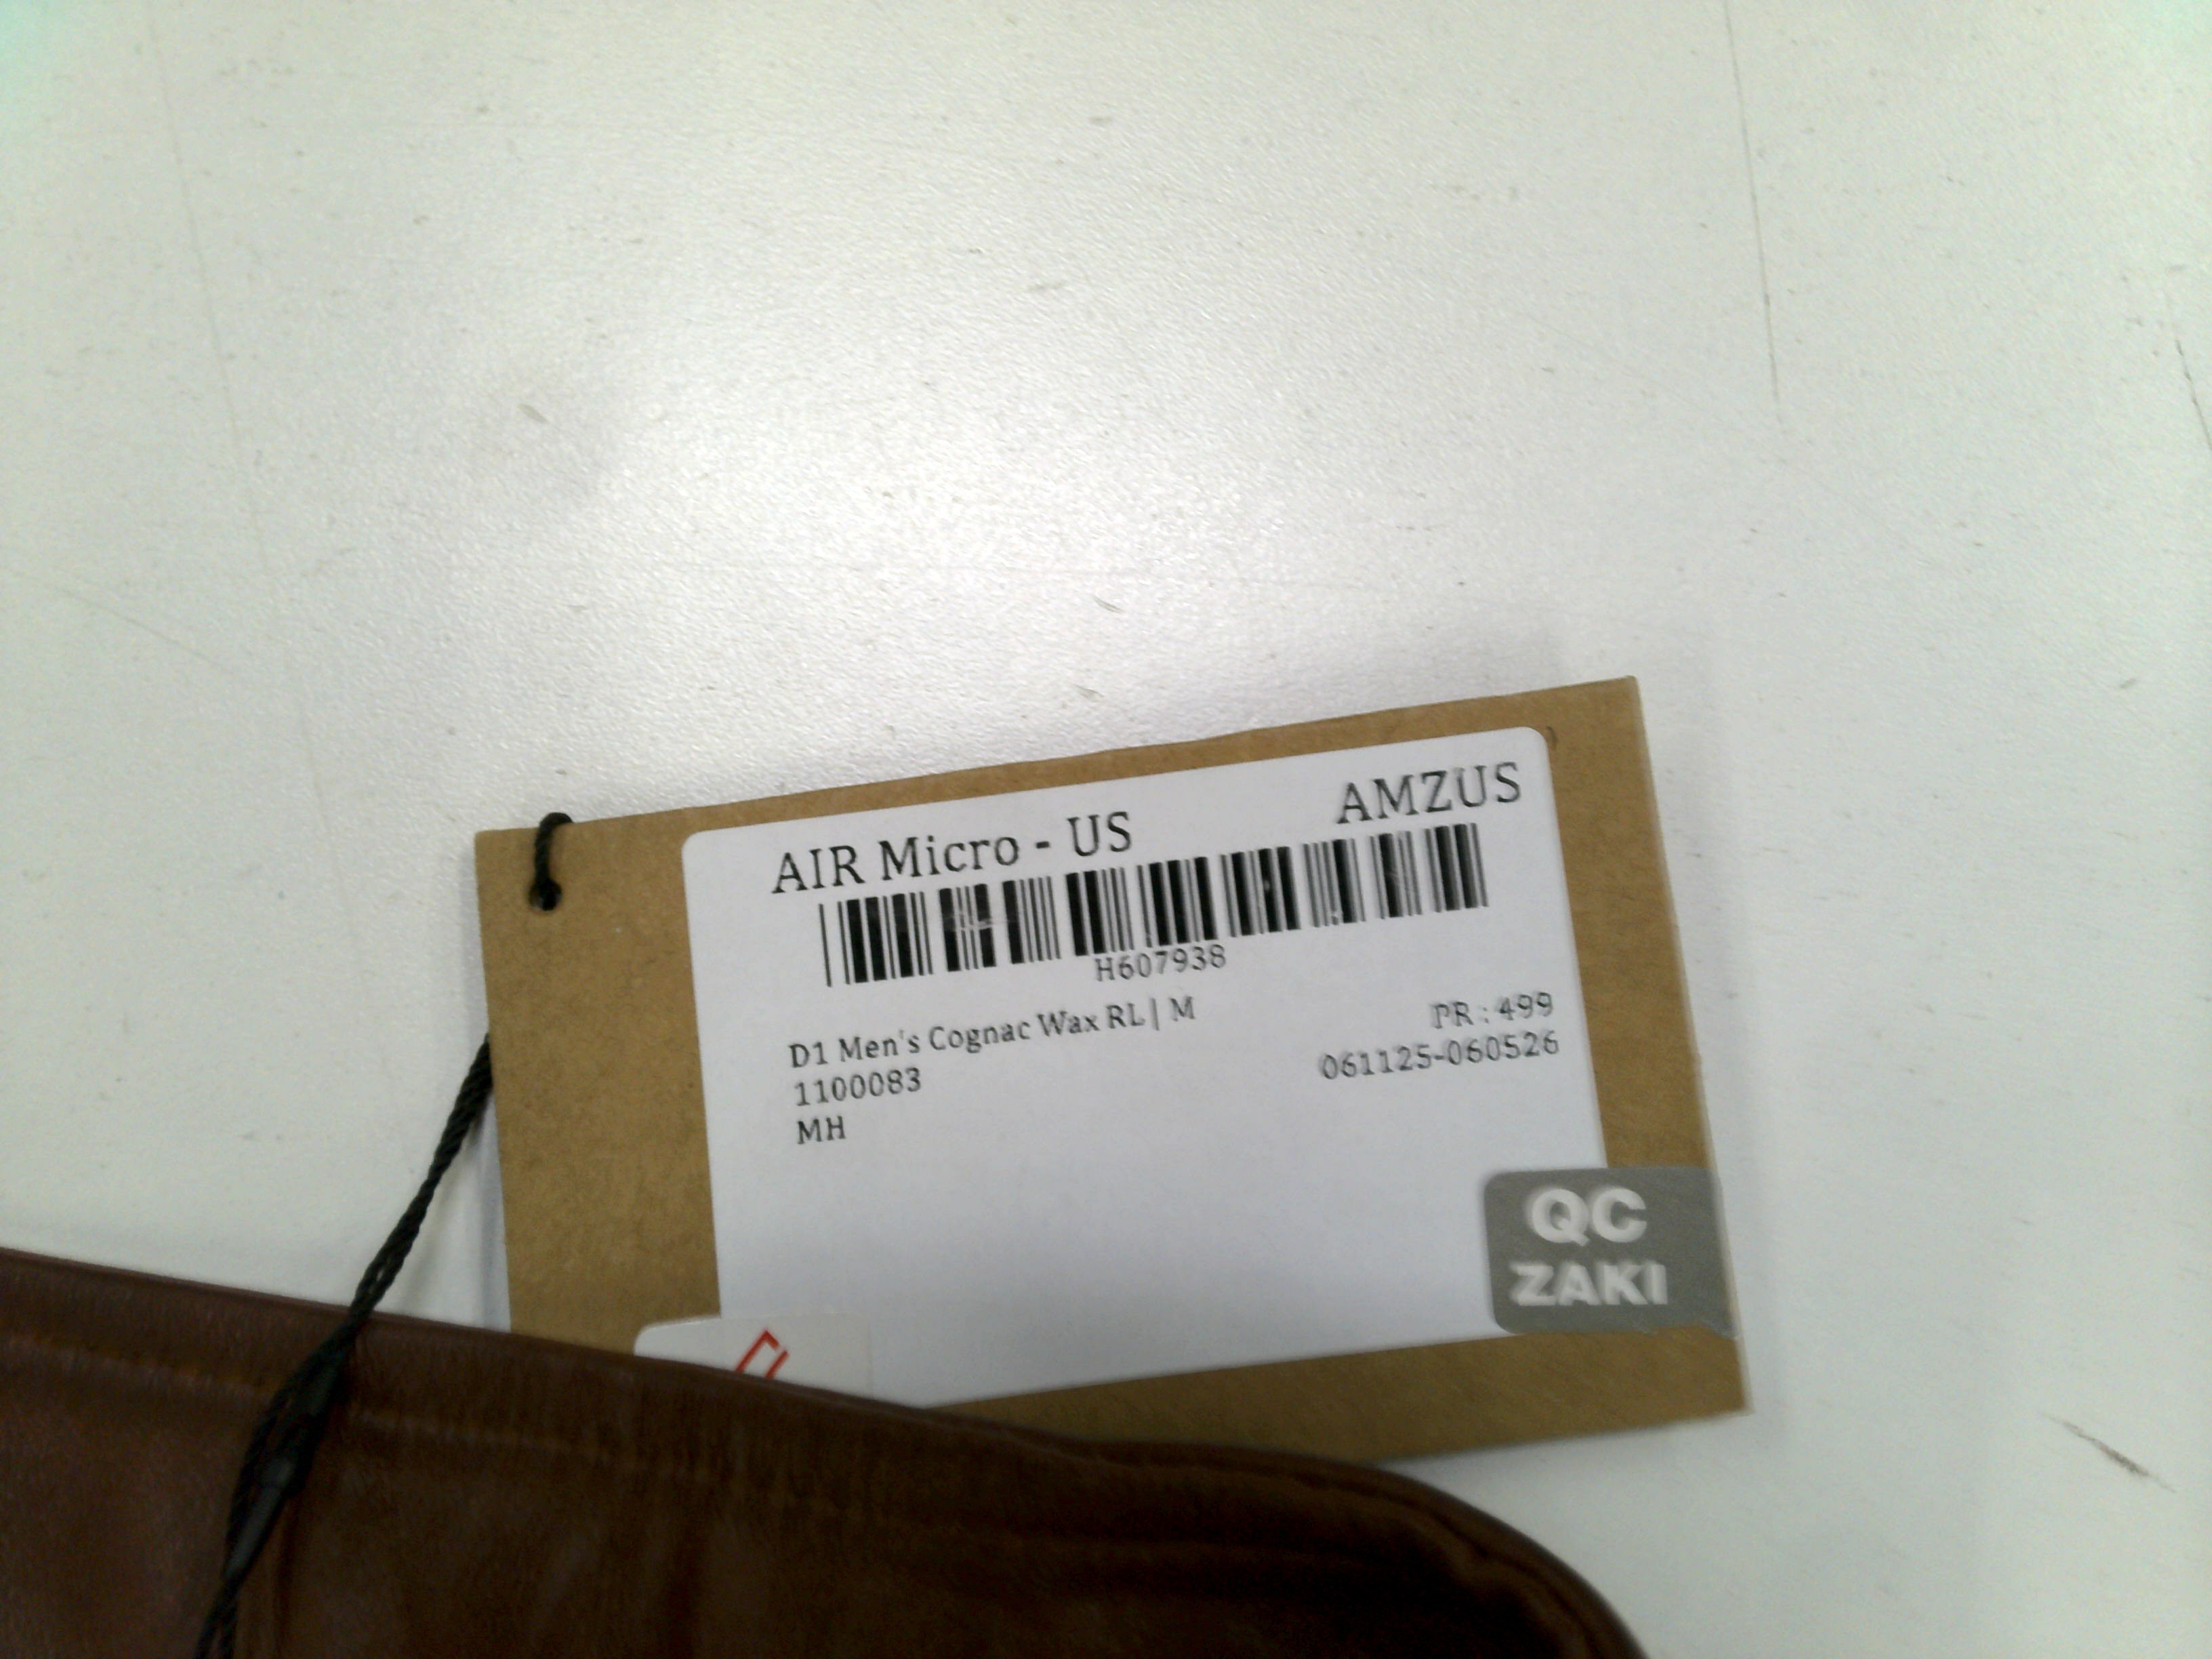 AIR Micro - US AMZUS
H607938
D1 Men's Cognac Wax RL | M
PR : 499
1100083
061125-060526
MH
QC
ZAKI